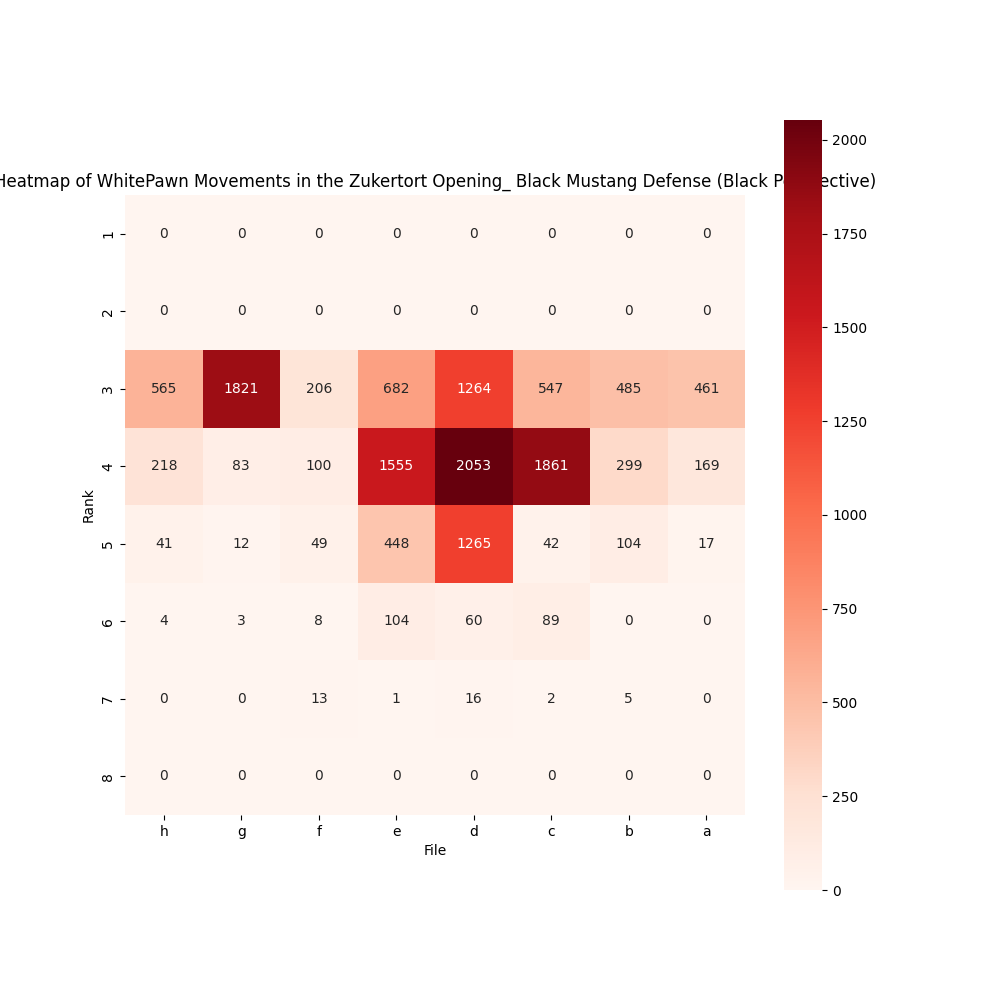 Heatmap of WhitePawn Movements in the Zukertort Opening_ Black Mustang Defense (Black P ective)
2000
1 0 0 0 0 0 0 0 0
1750
2 0 0 0 0 0 0 0 0
1500
3 565 1821 206 682 1264 547 485 461
1250
4 218 83 100 1555 2053 1861 299 169
Rank
1000
5 41 12 49 448 1265 42 104 17
750
6 4 3 8 104 60 89 0 0
500
7 0 0 13 1 16 2 5 0
250
8 0 0 0 0 0 0 0 0
h g f e d c b a
File
0